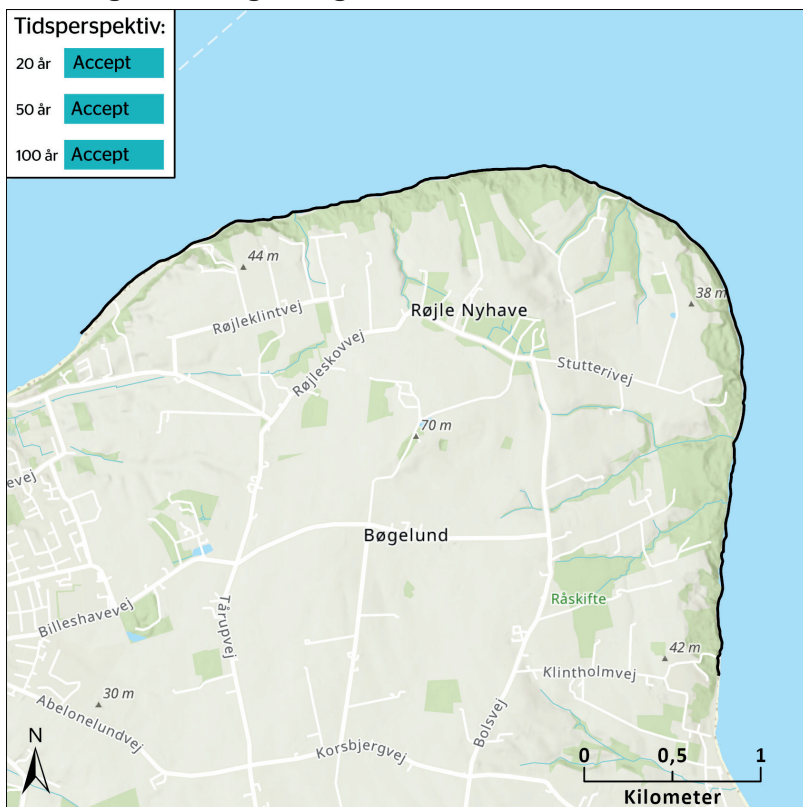 Tidsperspektiv:
20 år Accept
50 år Accept
100 år Accept
44 m
38 m
Røjleklintvej
Røjle Nyhave
Røjleskovvej
Stutterivej
70 m
Bøgelund
Råskifte
Billeshavevej
Tårupvej
42 m
Klintholmvej
30 m
Abelonelundvej
Bolsvej
Korsbjergvej
N
0 0,5 1
Kilometer